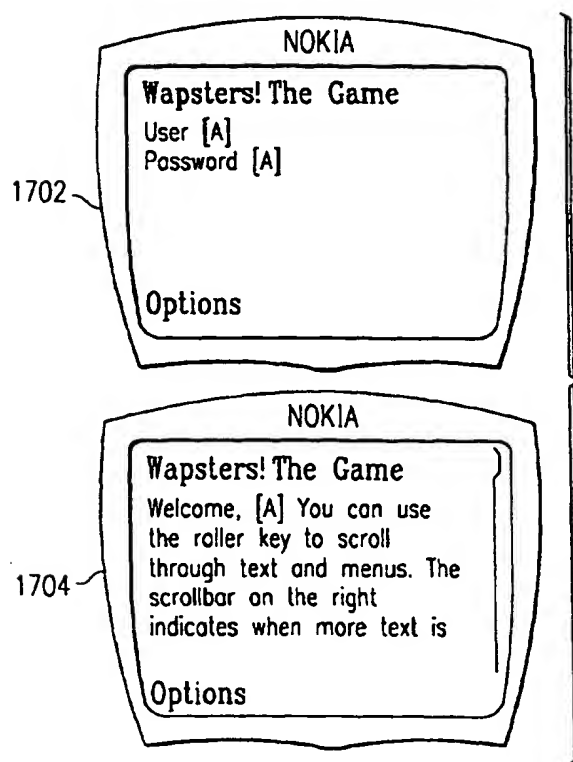 NOKIA
Wapsters! The Game
User [A]
Password [A]
1702
Options
NOKIA
Wapsters! The Game
Welcome, [A] You can use
the roller key to scroll
through text and menus. The
scrollbar on the right
indicates when more text is
1704
Options